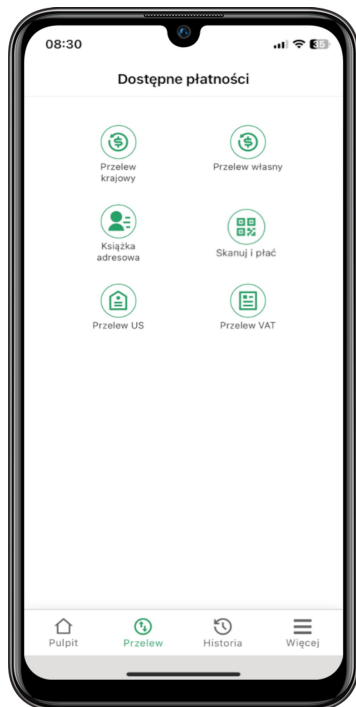 08:30
35
Dostępne płatności
Przelew
krajowy
Przelew własny
Książka
adresowa
Skanuj i płać
Przelew US
Przelew VAT
Pulpit
Przelew
Historia
Więcej